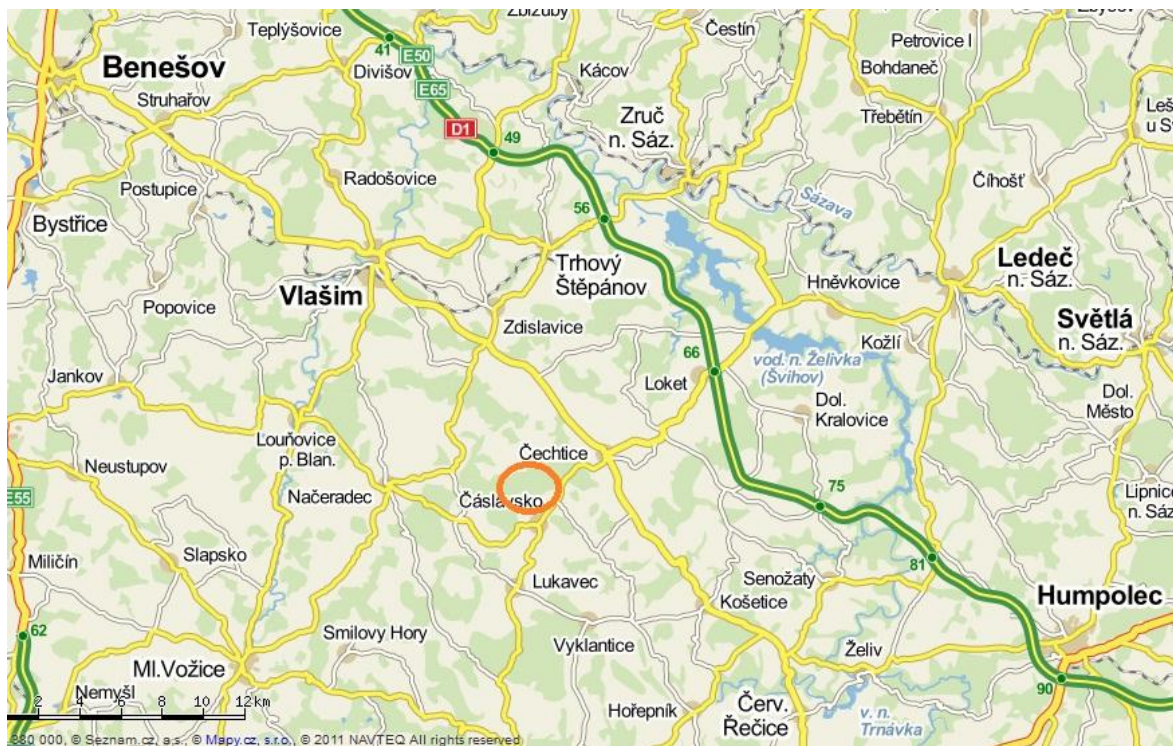 Zbizuby
Zbýšov
Teplýšovice
Čestín
Petrovice I
41
E50
Benešov
Divišov
Kácov
Bohdaneč
E65
Struhařov
Zruč
n. Sáz.
Třebětín
D1
49
Radošovice
Číhošť
Postupice
Sázava
56
Bystřice
Trhový
Štěpánov
Ledeč
n. Sáz.
Vlašim
Hněvkovice
Popovice
Zdislavice
Světlá
n. Sáz.
Kožlí
66
vod. n. Želivka
(Švihov)
Jankov
Loket
Dol.
Kralovice
Dol.
Město
Louňovice
p. Blan.
Čechtice
Neustupov
Načeradec
Čáslavsko
75
E55
Lipnice
n. Sáz.
Miličín
Slapsko
81
Lukavec
Senožaty
Košetice
Humpolec
62
Smilovy Hory
Vyklantice
Ml.Vožice
Želiv
Nemyšl
90
2 4 6 8 10 12km
Hořepník
Červ.
Řečice
v. n.
Trnávka
© Seznam.cz, a.s., © Mapy.cz, s.r.o., © 2011 NAVTEQ All rights reserved